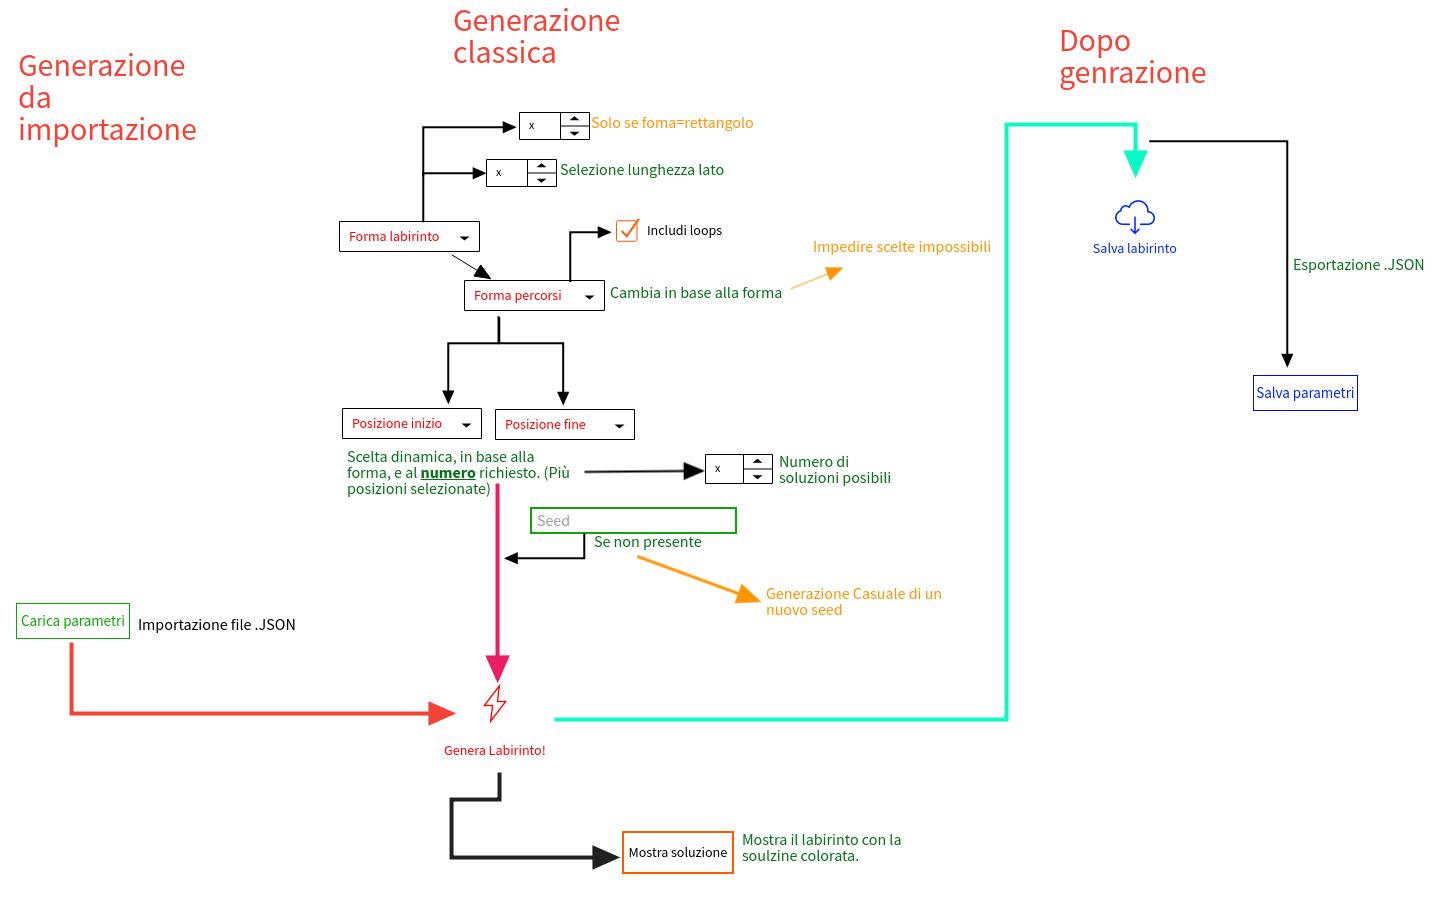 Generazione
da
importazione
Generazione
classica
Dopo
genrazione
x
Solo se foma=rettangolo
x
Selezione lunghezza lato
Forma labirinto
Includi loops
Impedire scelte impossibili
Forma percorsi
Cambia in base alla forma
Salva labirinto
Esportazione .JSON
Salva parametri
Posizione inizio
Posizione fine
Scelta dinamica, in base alla
forma, e al numero richiesto. (Più
posizioni selezionate)
x
Numero di
soluzioni posibili
Seed
Se non presente
Generazione Casuale di un
nuovo seed
Carica parametri
Importazione file .JSON
Genera Labirinto!
Mostra soluzione
Mostra il labirinto con la
soulzine colorata.